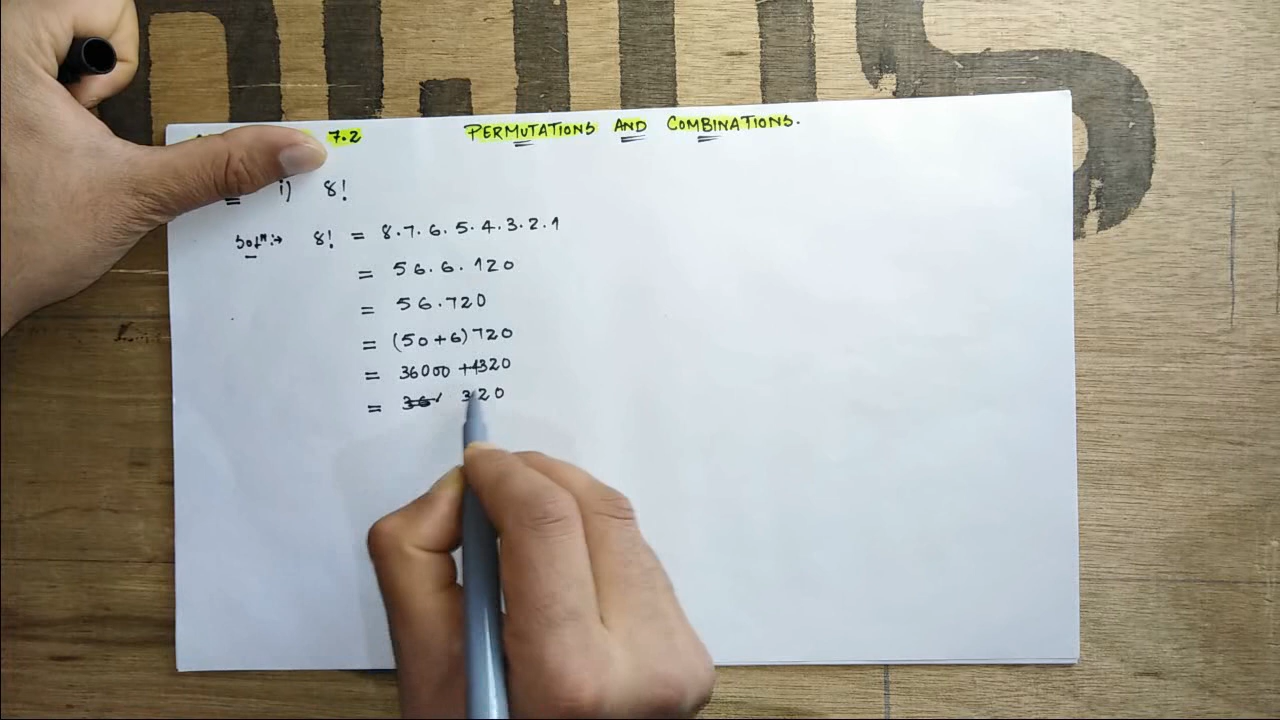 7.2 PERMUTATIONS AND COMBINATIONS.
i) 8!
Solⁿ:→ 8! = 8.7.6.5.4.3.2.1
= 56.6.120
= 56.720
= (50+6)720
= 36000 +4320
= 320